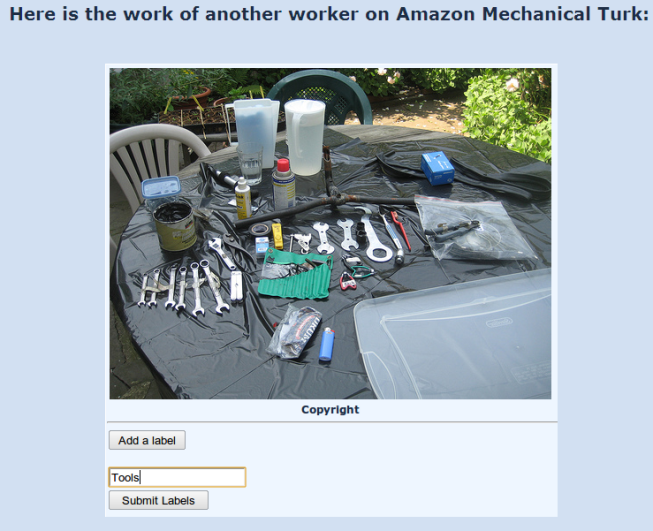 Here is the work of another worker on Amazon Mechanical Turk:
Copyright
Add a label
Tools
Submit Labels